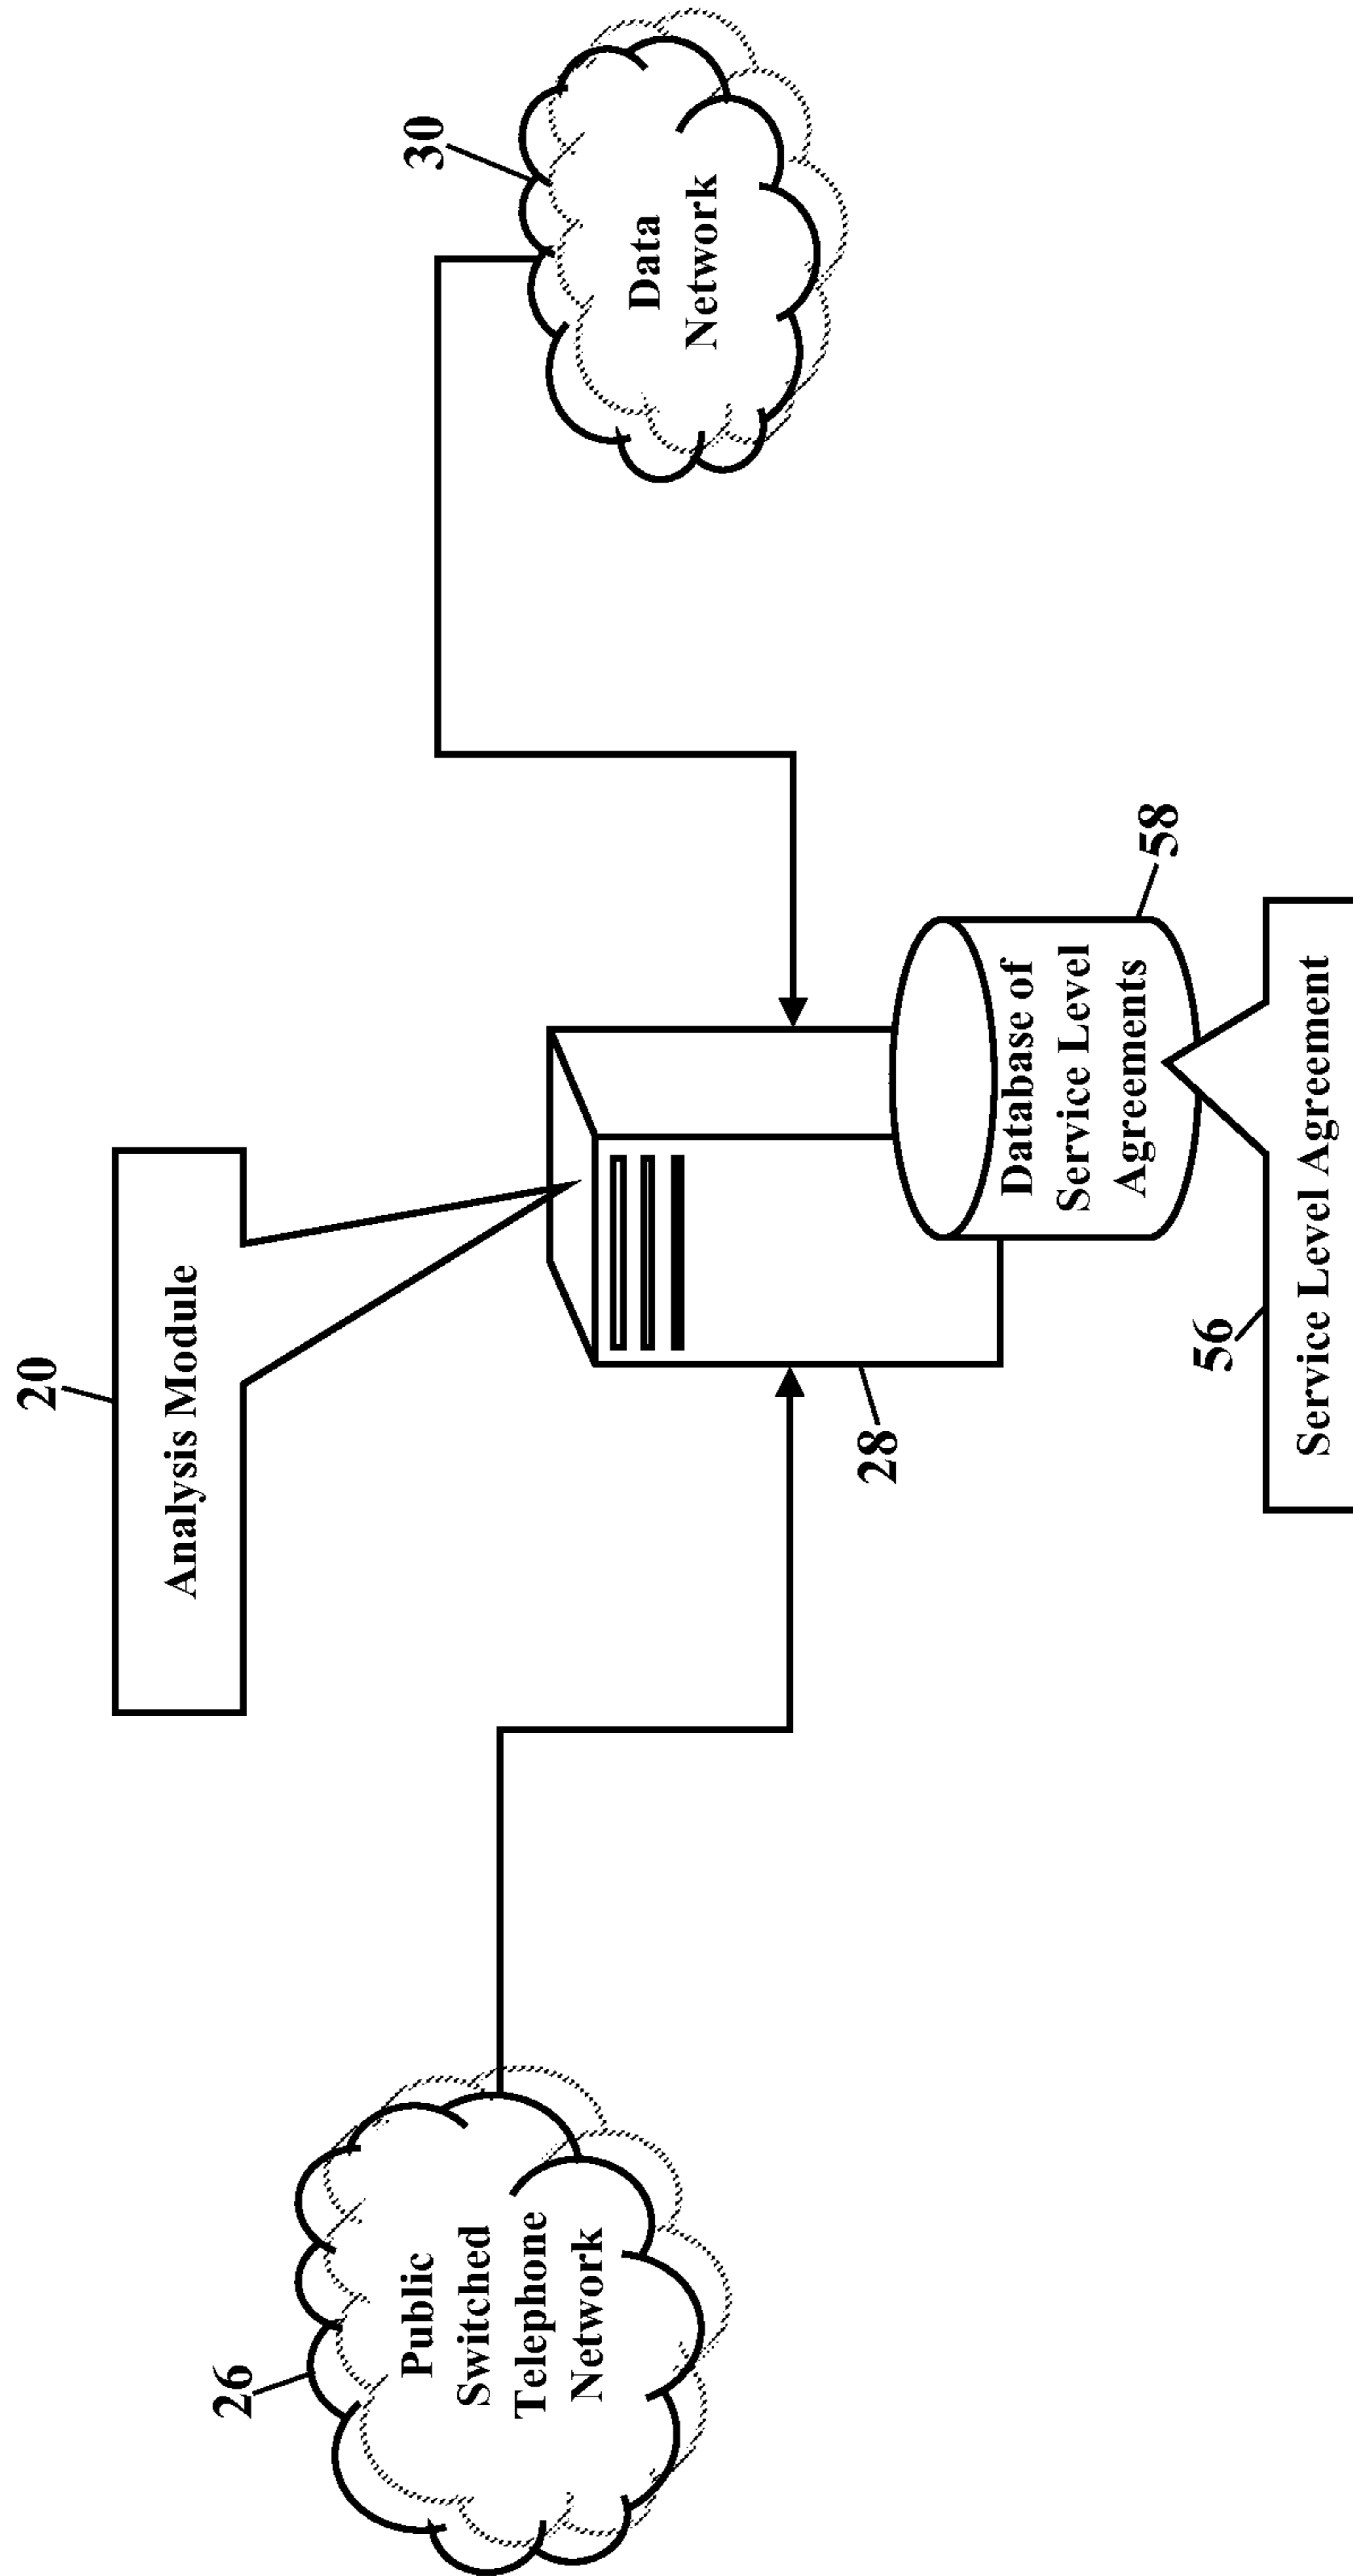 20
Analysis Module
26
Public
Switched
Telephone
Network
30
Data
Network
28
Database of
Service Level
Agreements
58
56
Service Level Agreement